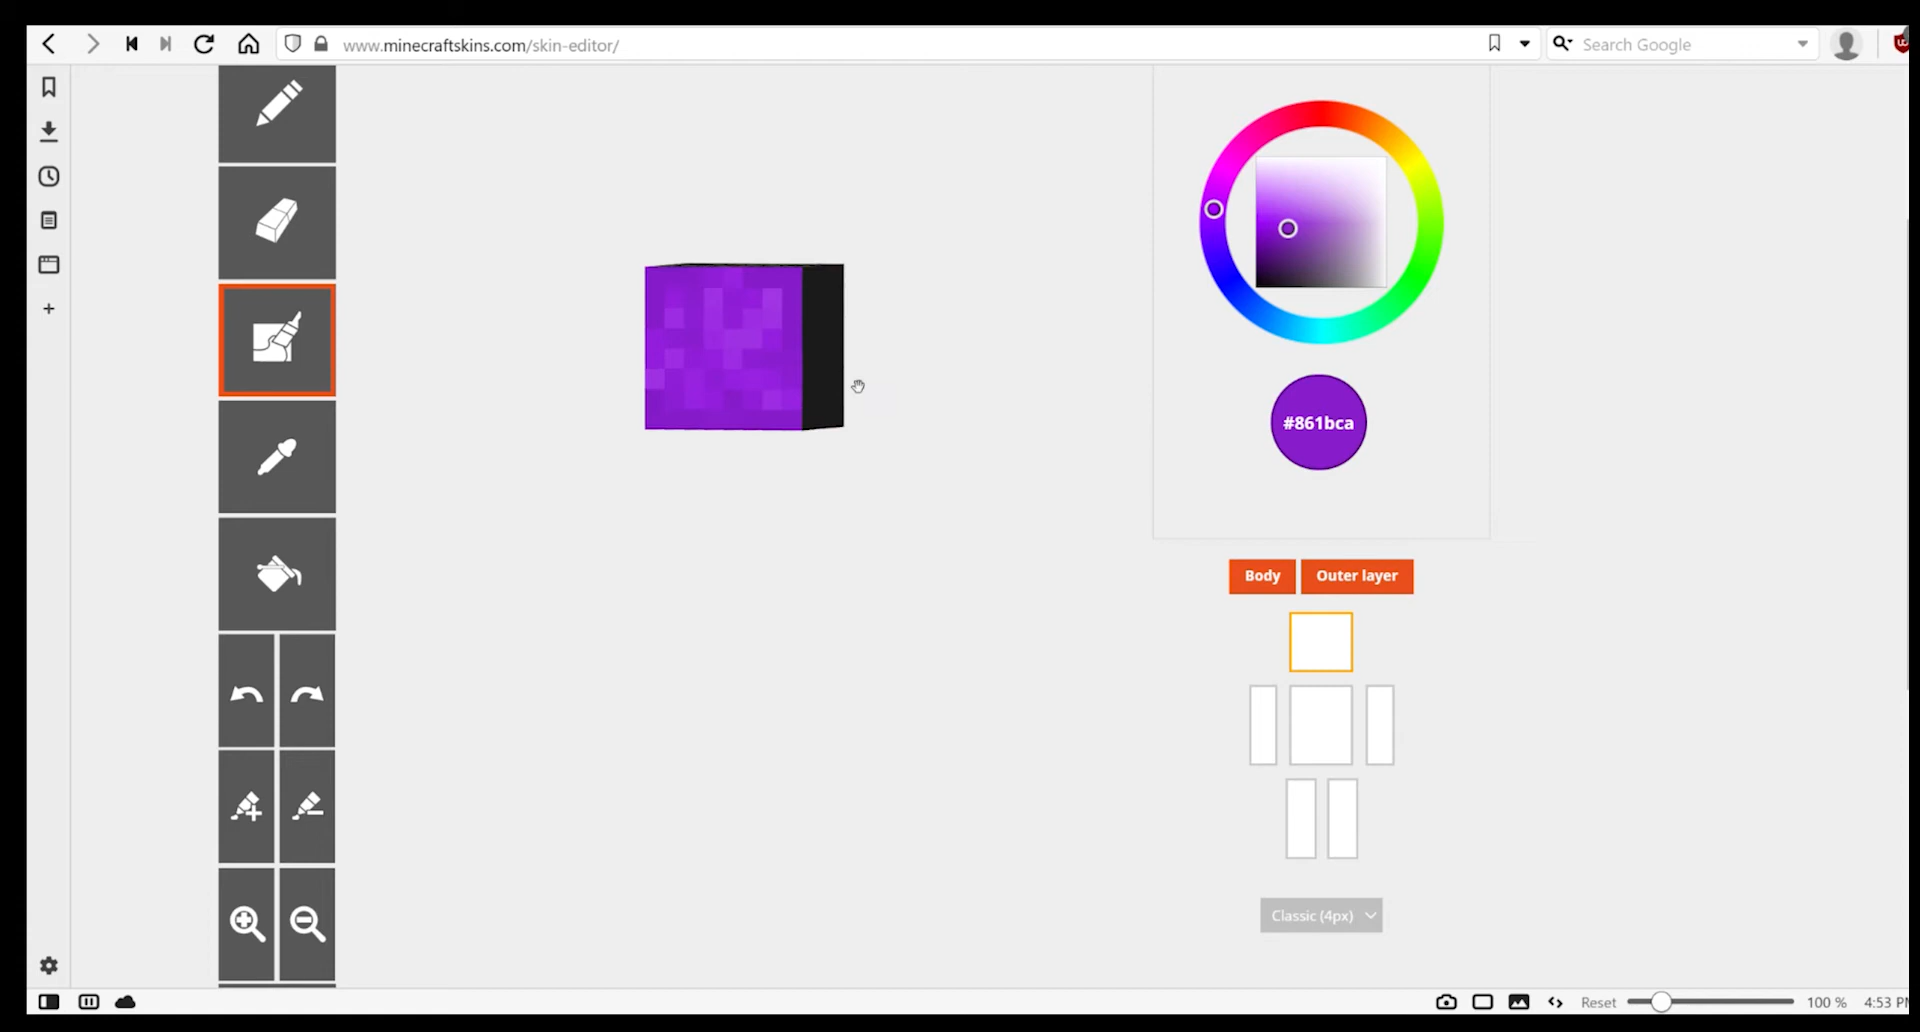 www.minecraftskins.com/skin-editor/
Search Google
#861bca
Body
Outer layer
Classic (4px)
Reset
100 %
4:53